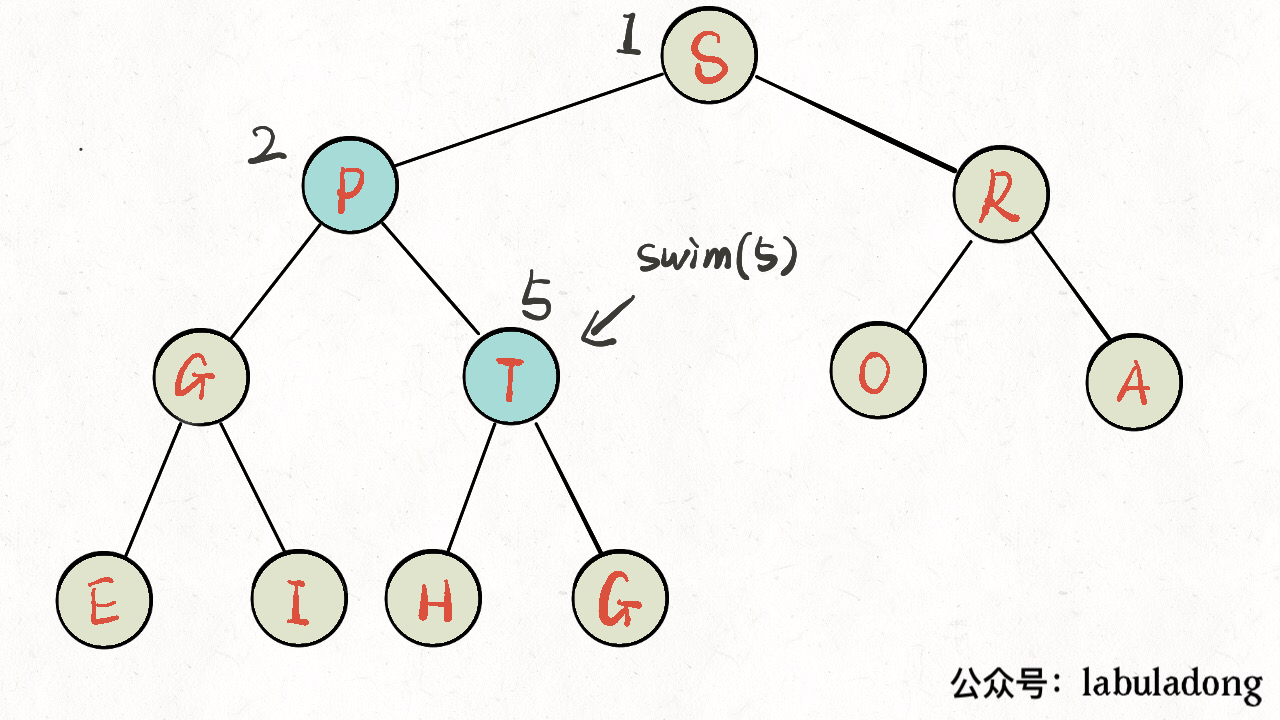 1 S
2 P
R
swim(5)
5
G T O A
E I H G
公众号：labuladong